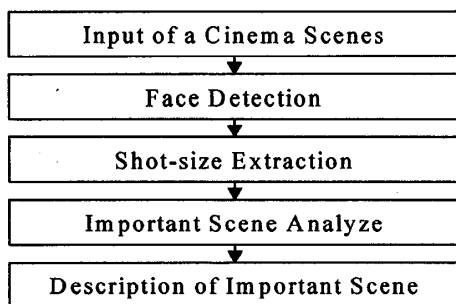 Input of a Cinema Scenes
Face Detection
Shot-size Extraction
Important Scene Analyze
Description of Important Scene